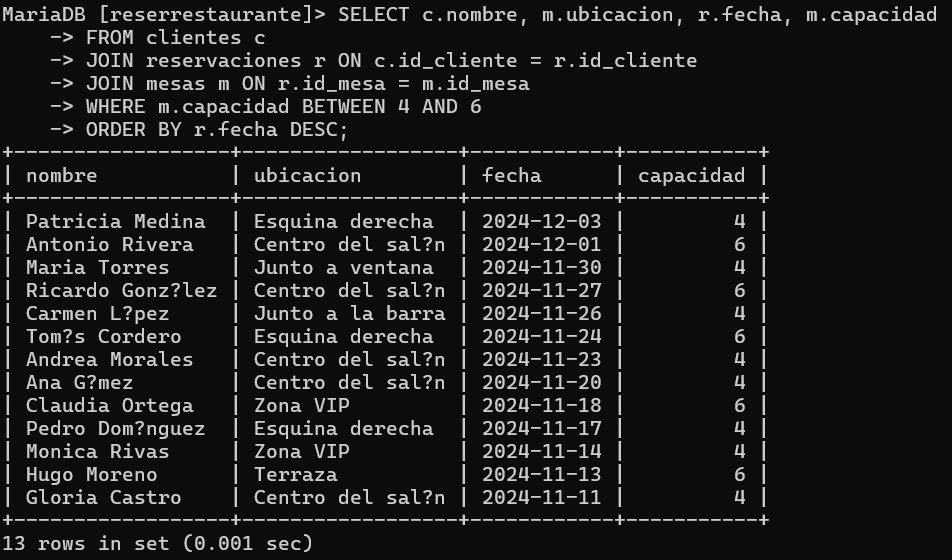 MariaDB [reserrestaurante]> SELECT c.nombre, m.ubicacion, r.fecha, m.capacidad
    -> FROM clientes c
    -> JOIN reservaciones r ON c.id_cliente = r.id_cliente
    -> JOIN mesas m ON r.id_mesa = m.id_mesa
    -> WHERE m.capacidad BETWEEN 4 AND 6
    -> ORDER BY r.fecha DESC;
+------------------+-------------------+------------+-----------+
| nombre           | ubicacion         | fecha      | capacidad |
+------------------+-------------------+------------+-----------+
| Patricia Medina  | Esquina derecha   | 2024-12-03 |         4 |
| Antonio Rivera   | Centro del sal?n  | 2024-12-01 |         6 |
| Maria Torres     | Junto a ventana   | 2024-11-30 |         4 |
| Ricardo Gonz?lez | Centro del sal?n  | 2024-11-27 |         6 |
| Carmen L?pez     | Junto a la barra  | 2024-11-26 |         4 |
| Tom?s Cordero    | Esquina derecha   | 2024-11-24 |         6 |
| Andrea Morales   | Centro del sal?n  | 2024-11-23 |         4 |
| Ana G?mez        | Centro del sal?n  | 2024-11-20 |         4 |
| Claudia Ortega   | Zona VIP          | 2024-11-18 |         6 |
| Pedro Dom?nguez  | Esquina derecha   | 2024-11-17 |         4 |
| Monica Rivas     | Zona VIP          | 2024-11-14 |         4 |
| Hugo Moreno      | Terraza           | 2024-11-13 |         6 |
| Gloria Castro    | Centro del sal?n  | 2024-11-11 |         4 |
+------------------+-------------------+------------+-----------+
13 rows in set (0.001 sec)